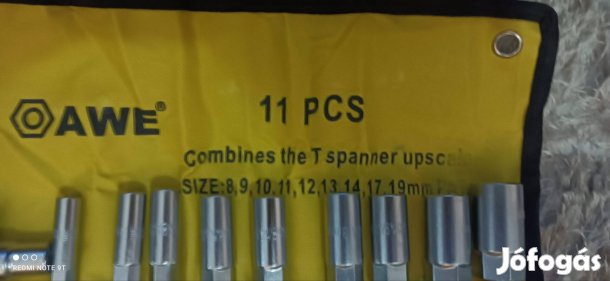 AWE® 11 PCS
Combines the T spanner upscale
SIZE:8,9,10,11,12,13,14,17,19mm
REDMI NOTE 9T
Jófogás